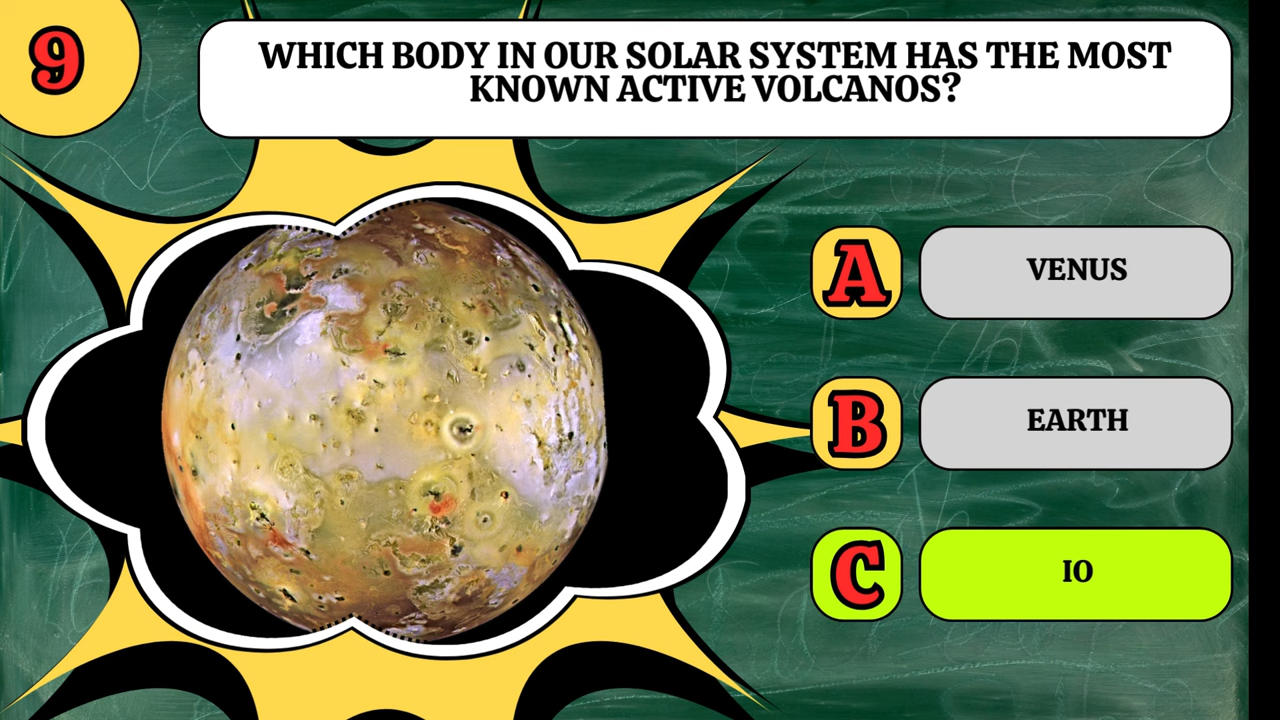 9
WHICH BODY IN OUR SOLAR SYSTEM HAS THE MOST
KNOWN ACTIVE VOLCANOS?
A
VENUS
B
EARTH
C
IO